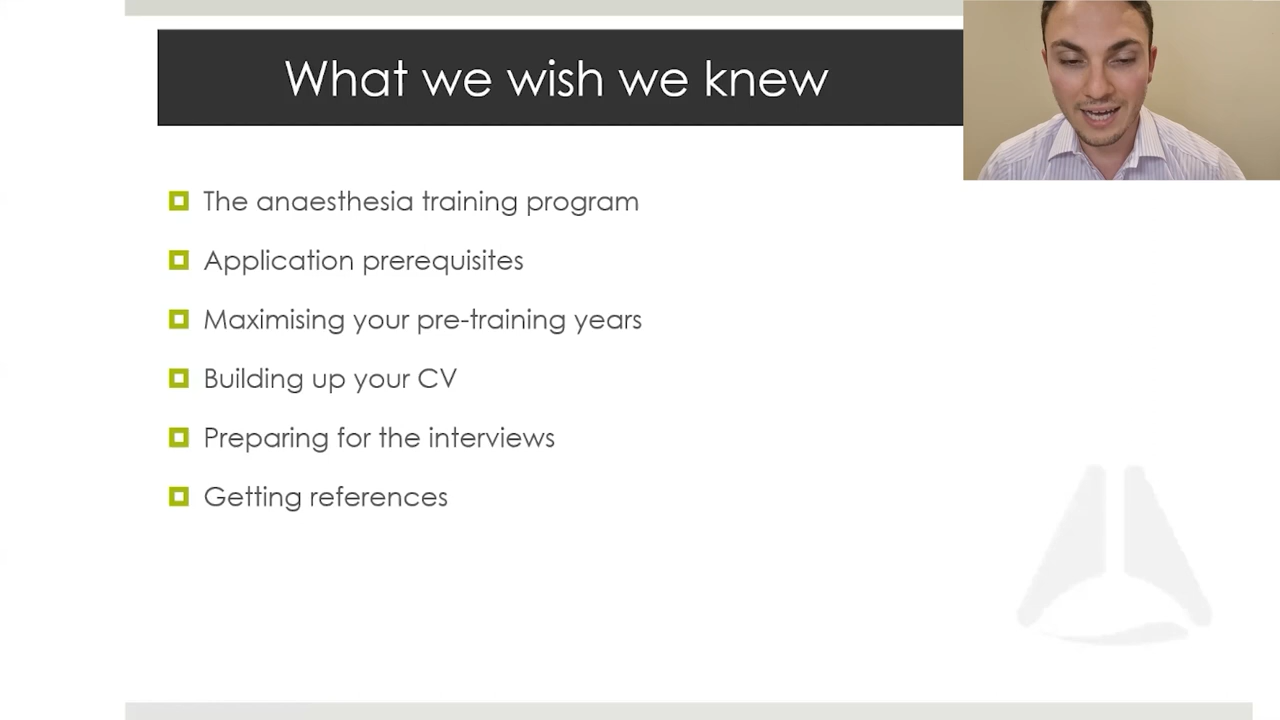 What we wish we knew
The anaesthesia training program
Application prerequisites
Maximising your pre-training years
Building up your CV
Preparing for the interviews
Getting references